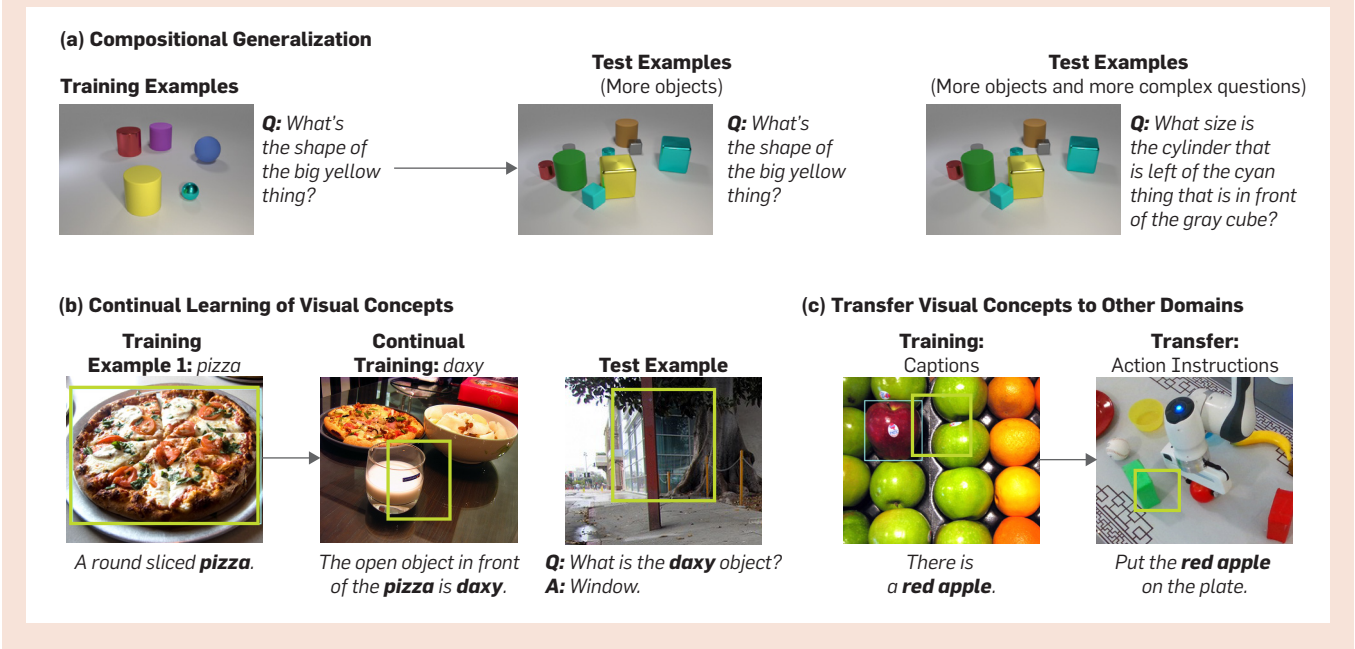 (a) Compositional Generalization
Training Examples
Q: What's
the shape of
the big yellow
thing?
Test Examples
(More objects)
Q: What's
the shape of
the big yellow
thing?
Test Examples
(More objects and more complex questions)
Q: What size is
the cylinder that
is left of the cyan
thing that is in front
of the gray cube?
(b) Continual Learning of Visual Concepts
Training
Example 1: pizza
A round sliced pizza.
Continual
Training: daxy
The open object in front
of the pizza is daxy.
Test Example
Q: What is the daxy object?
A: Window.
(c) Transfer Visual Concepts to Other Domains
Training:
Captions
There is
a red apple.
Transfer:
Action Instructions
Put the red apple
on the plate.